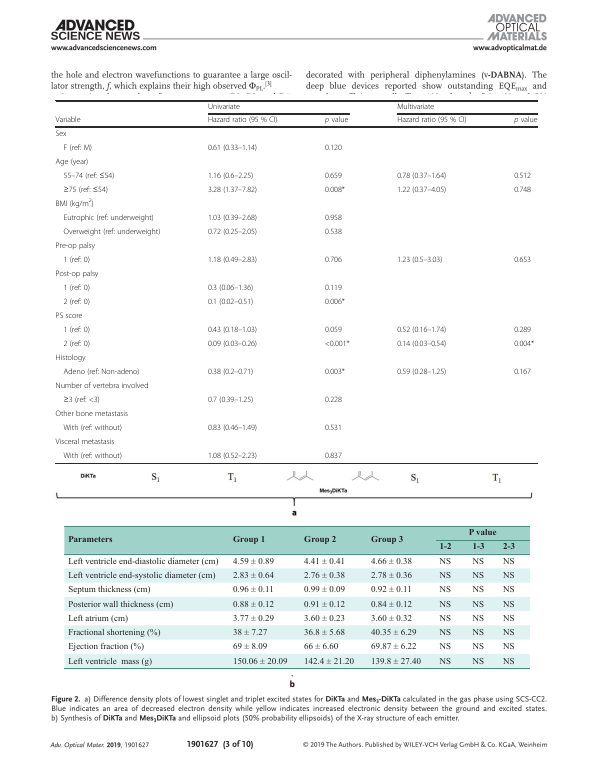 ADVANCED
SCIENCE NEWS
www.advancedsciencenews.com
ADVANCED
OPTICAL
MATERIALS
www.advopticalmat.de
the hole and electron wavefunctions to guarantee a large oscil-
lator strength, f, which explains their high observed ΦPL.[3]
decorated with peripheral diphenylamines (ν-DABNA). The
deep blue devices reported show outstanding EQEmax and
Univariate Multivariate
Variable Hazard ratio (95 % CI) p value Hazard ratio (95 % CI) p value
Sex
F (ref: M) 0.61 (0.33–1.14) 0.120
Age (year)
55–74 (ref: ≤54) 1.16 (0.6–2.25) 0.659 0.78 (0.37–1.64) 0.512
≥75 (ref: ≤54) 3.28 (1.37–7.82) 0.008* 1.22 (0.37–4.05) 0.748
BMI (kg/m²)
Eutrophic (ref: underweight) 1.03 (0.39–2.68) 0.958
Overweight (ref: underweight) 0.72 (0.25–2.05) 0.538
Pre-op palsy
1 (ref: 0) 1.18 (0.49–2.83) 0.706 1.23 (0.5–3.03) 0.653
Post-op palsy
1 (ref: 0) 0.3 (0.06–1.36) 0.119
2 (ref: 0) 0.1 (0.02–0.51) 0.006*
PS score
1 (ref: 0) 0.43 (0.18–1.03) 0.059 0.52 (0.16–1.74) 0.289
2 (ref: 0) 0.09 (0.03–0.26) <0.001* 0.14 (0.03–0.54) 0.004*
Histology
Adeno (ref: Non-adeno) 0.38 (0.2–0.71) 0.003* 0.59 (0.28–1.25) 0.167
Number of vertebra involved
≥3 (ref: <3) 0.7 (0.39–1.25) 0.228
Other bone metastasis
With (ref: without) 0.83 (0.46–1.49) 0.531
Visceral metastasis
With (ref: without) 1.08 (0.52–2.23) 0.837
DiKTa S1 T1 S1 T1
Mes3DiKTa
a
Parameters Group 1 Group 2 Group 3 P value
1-2 1-3 2-3
Left ventricle end-diastolic diameter (cm) 4.59 ± 0.89 4.41 ± 0.41 4.66 ± 0.38 NS NS NS
Left ventricle end-systolic diameter (cm) 2.83 ± 0.64 2.76 ± 0.38 2.78 ± 0.36 NS NS NS
Septum thickness (cm) 0.96 ± 0.11 0.99 ± 0.09 0.92 ± 0.11 NS NS NS
Posterior wall thickness (cm) 0.88 ± 0.12 0.91 ± 0.12 0.84 ± 0.12 NS NS NS
Left atrium (cm) 3.77 ± 0.29 3.60 ± 0.23 3.60 ± 0.32 NS NS NS
Fractional shortening (%) 38 ± 7.27 36.8 ± 5.68 40.35 ± 6.29 NS NS NS
Ejection fraction (%) 69 ± 8.09 66 ± 6.60 69.87 ± 6.22 NS NS NS
Left ventricle mass (g) 150.06 ± 20.09 142.4 ± 21.20 139.8 ± 27.40 NS NS NS
b
Figure 2. a) Difference density plots of lowest singlet and triplet excited states for DiKTa and Mes3-DiKTa calculated in the gas phase using SCS-CC2.
Blue indicates an area of decreased electron density while yellow indicates increased electronic density between the ground and excited states.
b) Synthesis of DiKTa and Mes3DiKTa and ellipsoid plots (50% probability ellipsoids) of the X-ray structure of each emitter.
Adv. Optical Mater. 2019, 1901627 1901627 (3 of 10) © 2019 The Authors. Published by WILEY-VCH Verlag GmbH & Co. KGaA, Weinheim